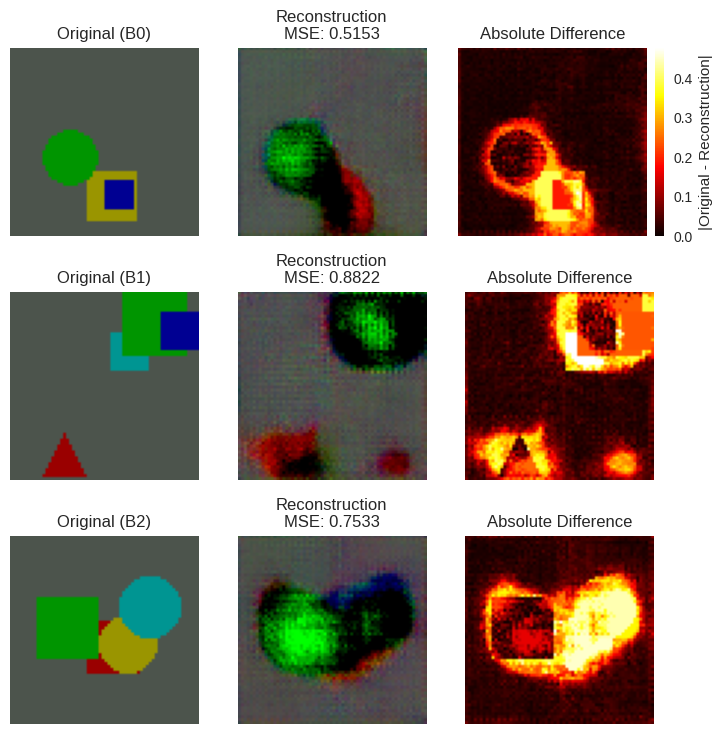 Original (B0)
Reconstruction
MSE: 0.5153
Absolute Difference
0.4
0.3
0.2
0.1
0.0
|Original - Reconstruction|
Original (B1)
Reconstruction
MSE: 0.8822
Absolute Difference
Original (B2)
Reconstruction
MSE: 0.7533
Absolute Difference